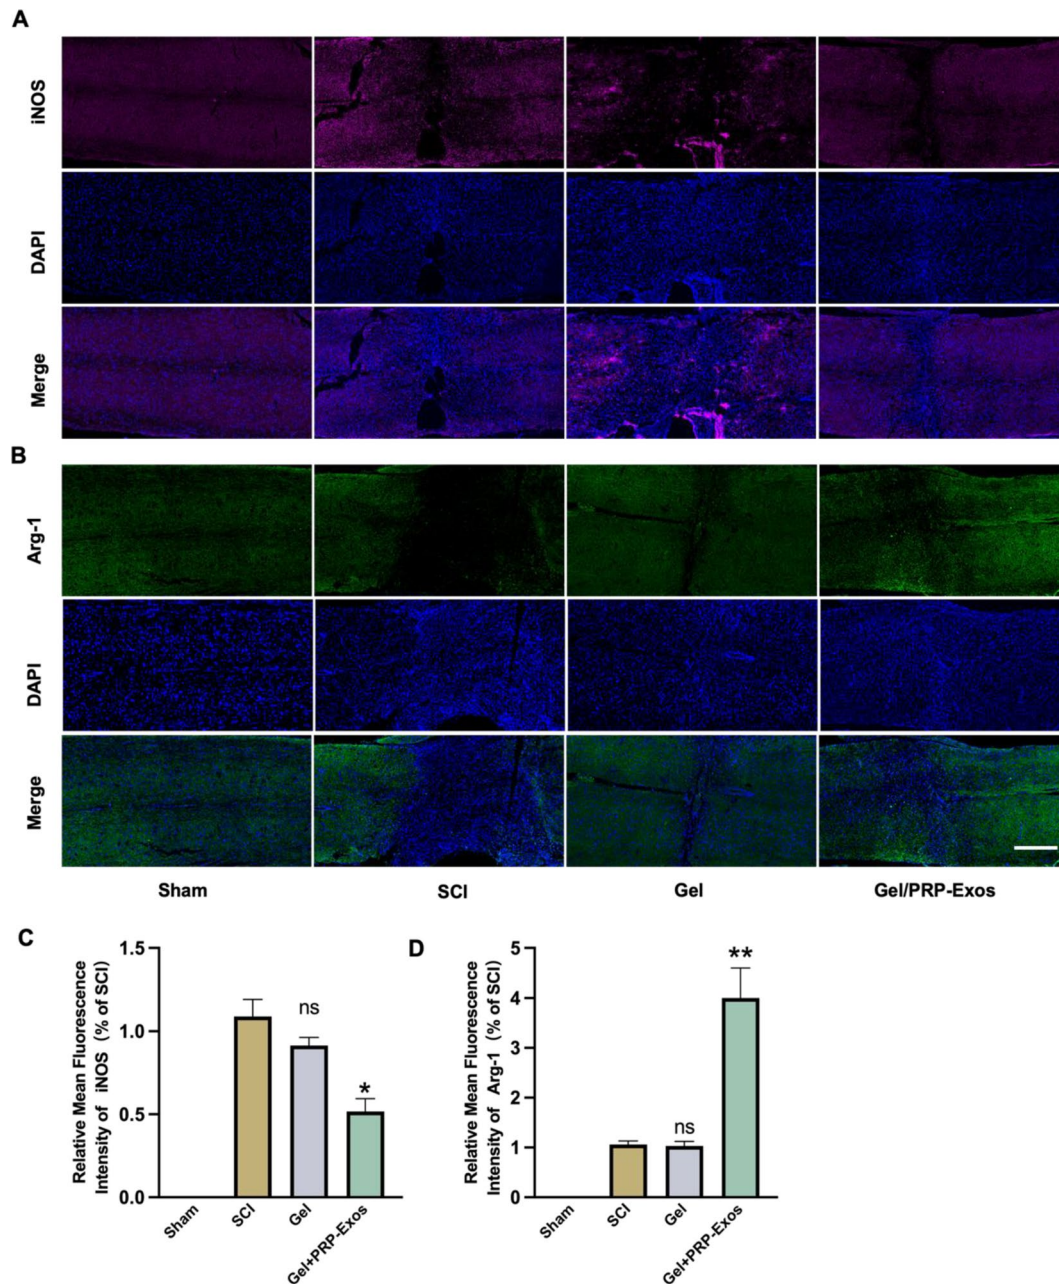 A
iNOS
DAPI
Merge
B
Arg-1
DAPI
Merge
Sham SCI Gel Gel/PRP-Exos
C
Relative Mean Fluorescence
Intensity of iNOS (% of SCI)
1.5
1.0
0.5
0.0
ns
*
Sham
SCI
Gel
Gel+PRP-Exos
D
Relative Mean Fluorescence
Intensity of Arg-1 (% of SCI)
5
4
3
2
1
0
ns
**
Sham
SCI
Gel
Gel+PRP-Exos